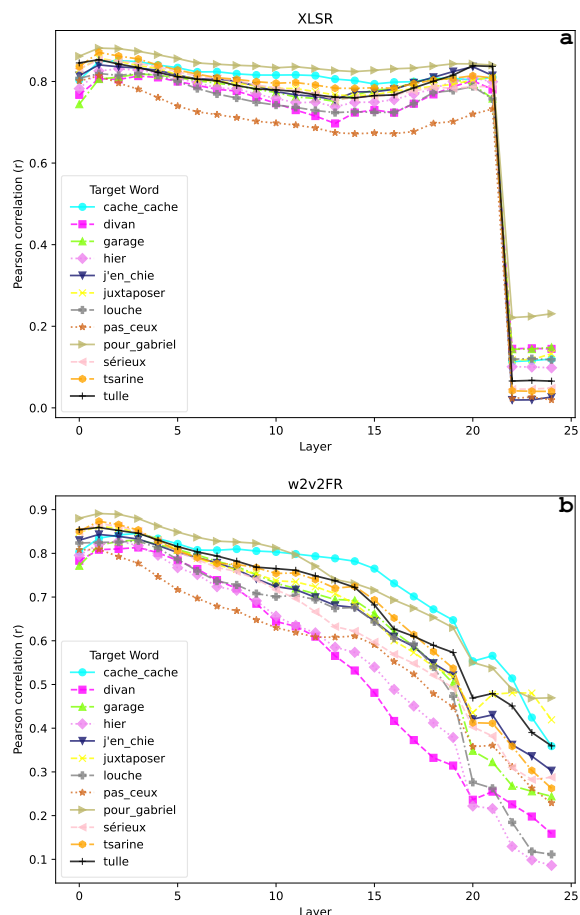 XLSR
a
Pearson correlation (r)
0.8
0.6
0.4
0.2
0.0
Target Word
cache_cache
divan
garage
hier
j'en_chie
juxtaposer
louche
pas_ceux
pour_gabriel
sérieux
tsarine
tulle
0 5 10 15 20 25
Layer
w2v2FR
b
Pearson correlation (r)
0.9
0.8
0.7
0.6
0.5
0.4
0.3
0.2
0.1
Target Word
cache_cache
divan
garage
hier
j'en_chie
juxtaposer
louche
pas_ceux
pour_gabriel
sérieux
tsarine
tulle
0 5 10 15 20 25
Layer